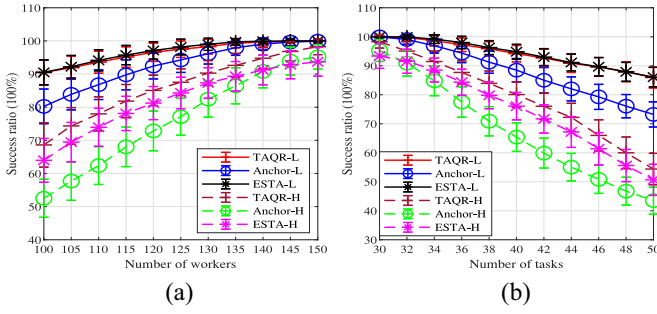 Success ratio (100%)
110
100
90
80
70
60
50
40
100 105 110 115 120 125 130 135 140 145 150
Number of workers
TAQR-L
Anchor-L
ESTA-L
TAQR-H
Anchor-H
ESTA-H
(a)
Success ratio (100%)
110
100
90
80
70
60
50
40
30
30 32 34 36 38 40 42 44 46 48 50
Number of tasks
TAQR-L
Anchor-L
ESTA-L
TAQR-H
Anchor-H
ESTA-H
(b)